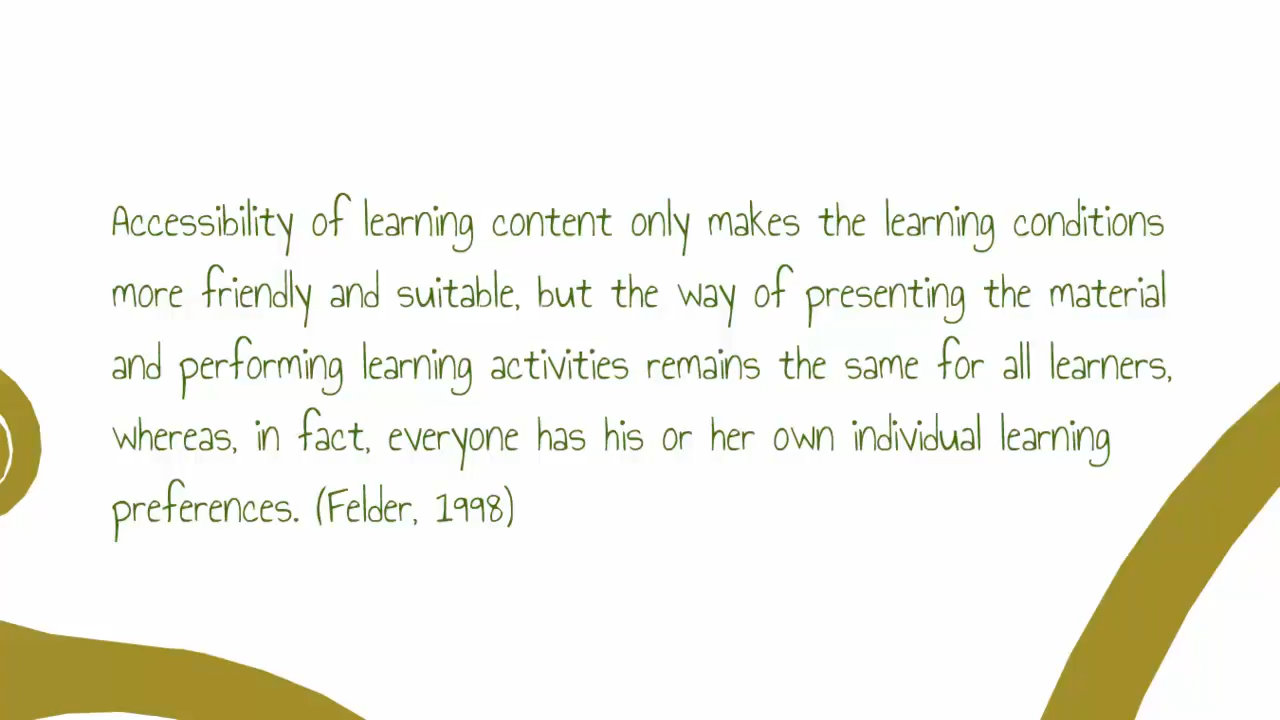 Accessibility of learning content only makes the learning conditions
more friendly and suitable, but the way of presenting the material
and performing learning activities remains the same for all learners,
whereas, in fact, everyone has his or her own individual learning
preferences. (Felder, 1998)